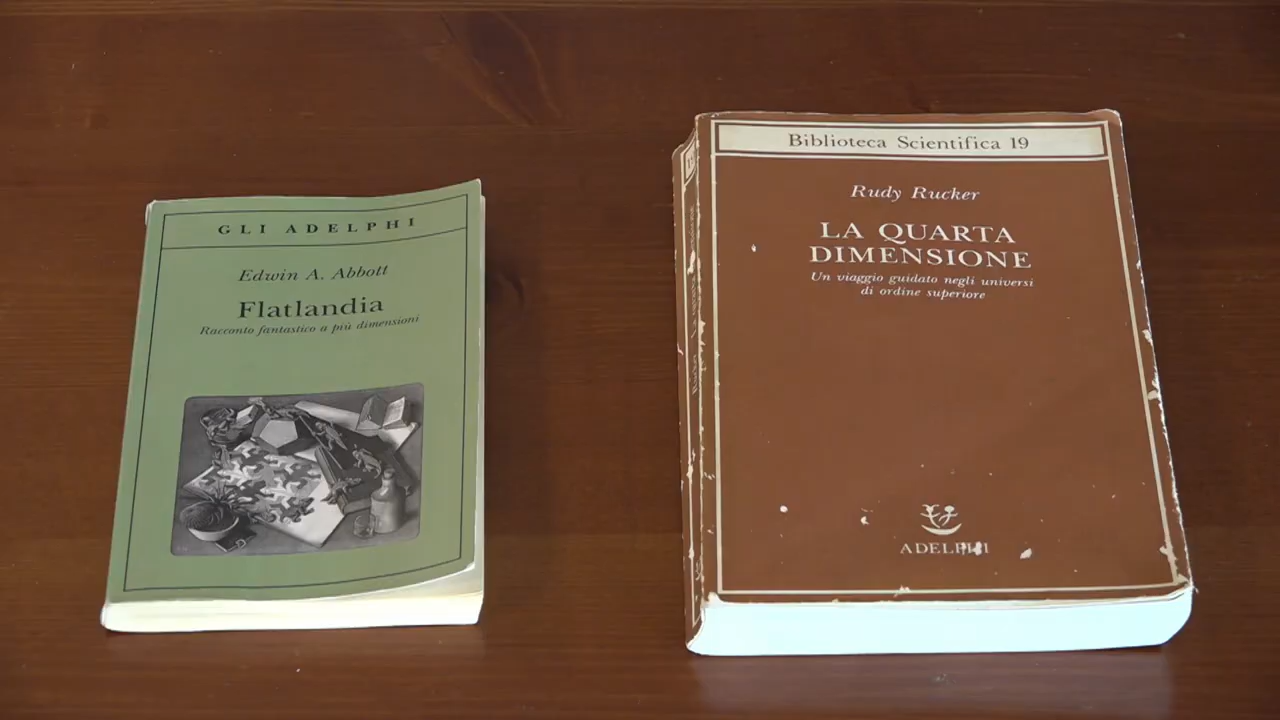 GLI ADELPHI
Edwin A. Abbott
Flatlandia
Racconto fantastico a più dimensioni
Biblioteca Scientifica 19
Rudy Rucker
LA QUARTA
DIMENSIONE
Un viaggio guidato negli universi
di ordine superiore
ADELPHI